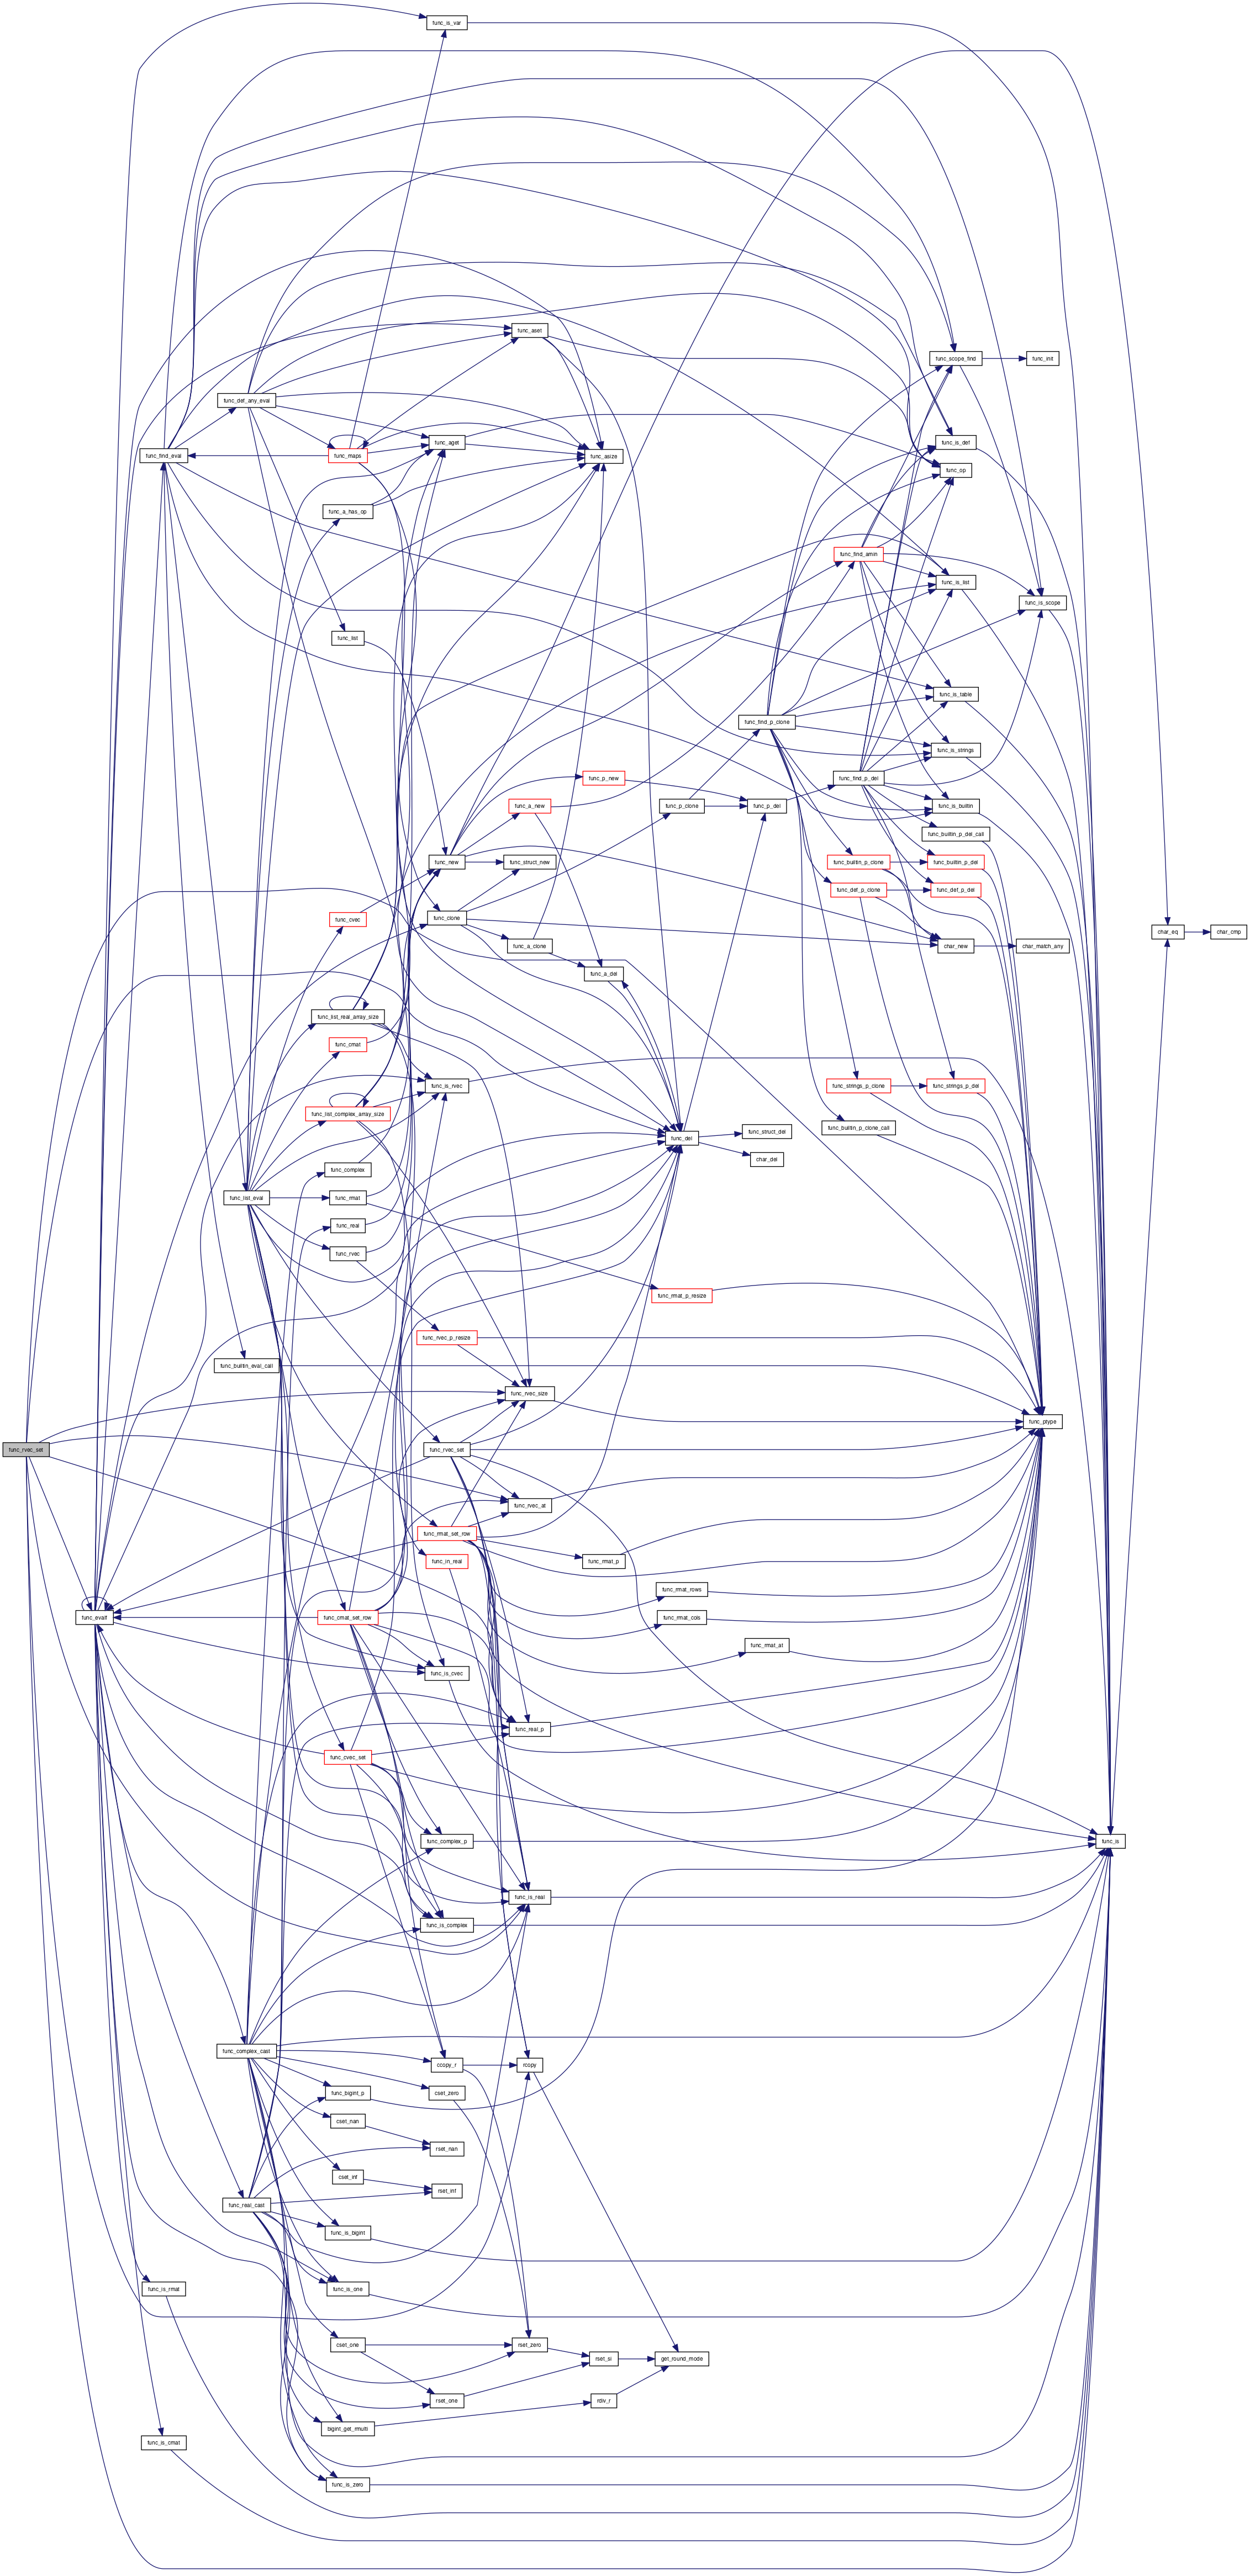 func_is_var
func_aset
func_scope_find
func_init
func_def_any_eval
func_is_def
func_find_eval
func_maps
func_aget
func_asize
func_op
func_a_has_op
func_find_amin
func_is_list
func_is_scope
func_list
func_is_table
func_find_p_clone
func_is_strings
func_p_new
func_find_p_del
func_a_new
func_p_clone
func_p_del
func_is_builtin
func_builtin_p_del_call
func_new
func_struct_new
func_builtin_p_clone
func_builtin_p_del
func_def_p_clone
func_def_p_del
func_cvec
func_clone
char_eq
char_cmp
func_a_clone
char_new
char_match_any
func_a_del
func_list_real_array_size
func_cmat
func_is_rvec
func_strings_p_clone
func_strings_p_del
func_list_complex_array_size
func_builtin_p_clone_call
func_struct_del
func_del
func_complex
char_del
func_list_eval
func_rmat
func_real
func_rvec
func_rmat_p_resize
func_rvec_p_resize
func_builtin_eval_call
func_rvec_size
func_ptype
func_rvec_set
func_rvec_set
func_rvec_at
func_rmat_set_row
func_in_real
func_rmat_p
func_rmat_rows
func_evalf
func_cmat_set_row
func_rmat_cols
func_rmat_at
func_is_cvec
func_real_p
func_cvec_set
func_complex_p
func_is
func_is_real
func_is_complex
func_complex_cast
ccopy_r
rcopy
func_bigint_p
cset_zero
cset_nan
rset_nan
cset_inf
rset_inf
func_real_cast
func_is_bigint
func_is_rmat
func_is_one
cset_one
rset_zero
rset_si
get_round_mode
rset_one
rdiv_r
bigint_get_rmulti
func_is_cmat
func_is_zero